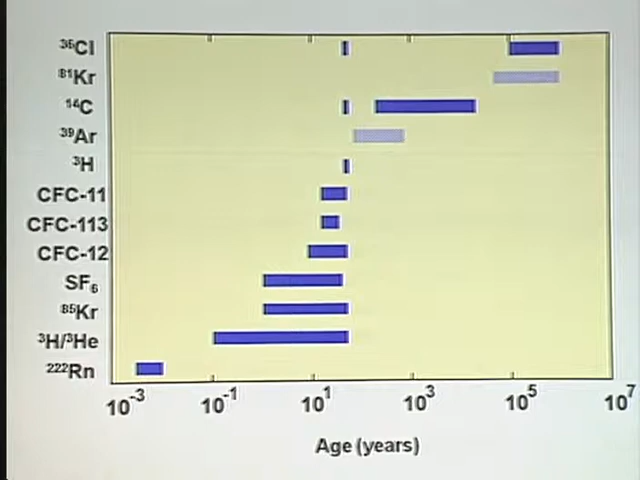 ³⁶Cl
⁸¹Kr
¹⁴C
³⁹Ar
³H
CFC-11
CFC-113
CFC-12
SF₆
⁸⁵Kr
³H/³He
²²²Rn
10⁻³ 10⁻¹ 10¹ 10³ 10⁵ 10⁷
Age (years)